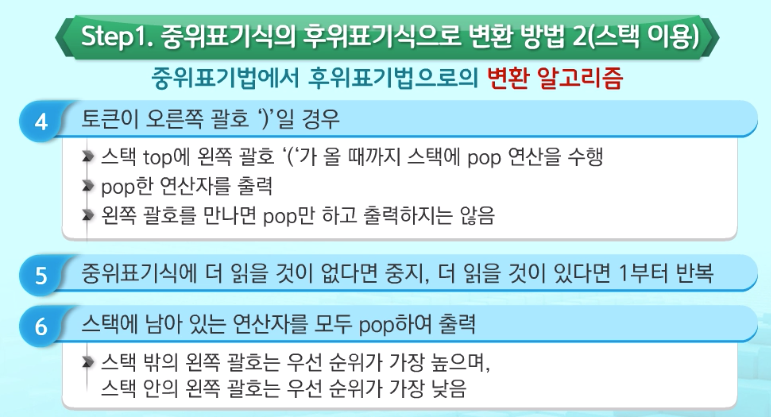 Step1. 중위표기식의 후위표기식으로 변환 방법 2(스택 이용)
중위표기법에서 후위표기법으로의 변환 알고리즘
4 토큰이 오른쪽 괄호 ‘)’일 경우
스택 top에 왼쪽 괄호 ‘(‘가 올 때까지 스택에 pop 연산을 수행
pop한 연산자를 출력
왼쪽 괄호를 만나면 pop만 하고 출력하지는 않음
5 중위표기식에 더 읽을 것이 없다면 중지, 더 읽을 것이 있다면 1부터 반복
6 스택에 남아 있는 연산자를 모두 pop하여 출력
스택 밖의 왼쪽 괄호는 우선 순위가 가장 높으며,
스택 안의 왼쪽 괄호는 우선 순위가 가장 낮음